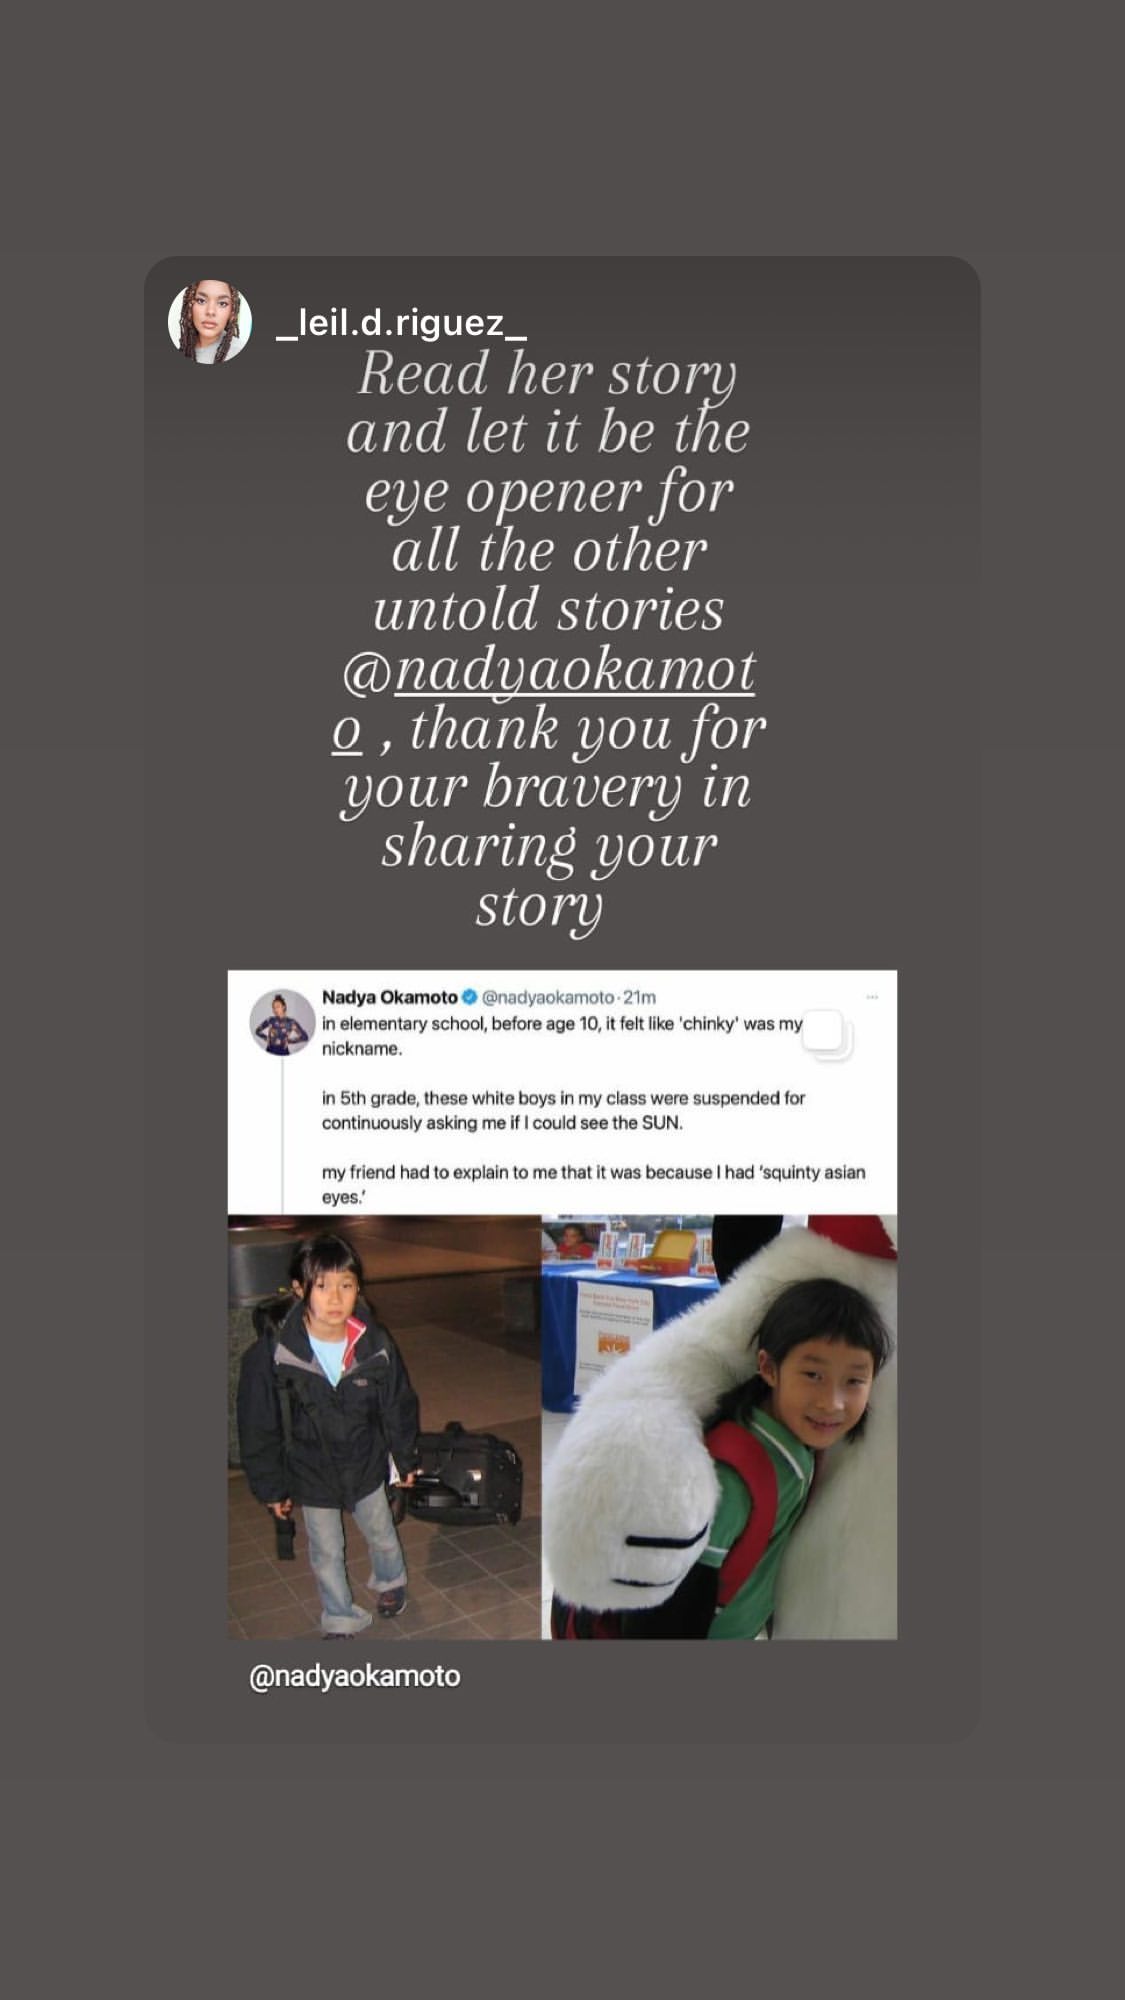 _leil.d.riguez_
Read her story
and let it be the
eye opener for
all the other
untold stories
@nadyaokamot
o , thank you for
your bravery in
sharing your
story
Nadya Okamoto @nadyaokamoto · 21m
in elementary school, before age 10, it felt like 'chinky' was my
nickname.
in 5th grade, these white boys in my class were suspended for
continuously asking me if I could see the SUN.
my friend had to explain to me that it was because I had ‘squinty asian
eyes.’
@nadyaokamoto